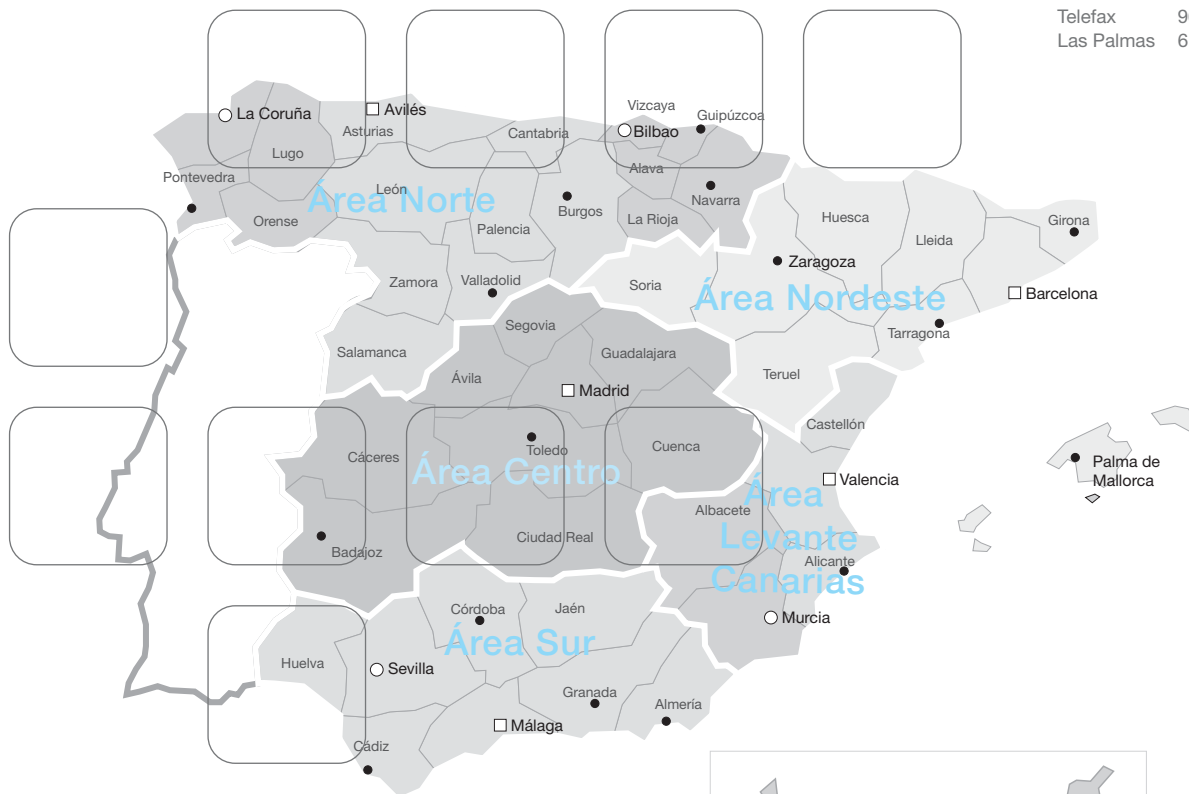 Telefax 9
Las Palmas 6
Vizcaya
La Coruña
Avilés
Guipúzcoa
Asturias
Cantabria
Bilbao
Lugo
Alava
Pontevedra
León
Área Norte
Navarra
Burgos
Orense
Palencia
La Rioja
Huesca
Girona
Lleida
Zaragoza
Zamora
Valladolid
Soria
Área Nordeste
Barcelona
Segovia
Tarragona
Salamanca
Guadalajara
Ávila
Teruel
Madrid
Castellón
Cáceres
Toledo
Cuenca
Área Centro
Palma de
Mallorca
Valencia
Área
Levante
Canarias
Albacete
Badajoz
Ciudad Real
Alicante
Córdoba
Jaén
Murcia
Área Sur
Huelva
Sevilla
Granada
Almería
Málaga
Cádiz